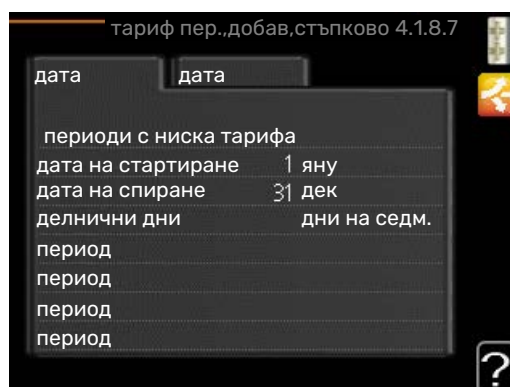 тариф пер.,добав,стъпково 4.1.8.7
дата дата
периоди с ниска тарифа
дата на стартиране 1 яну
дата на спиране 31 дек
делнични дни дни на седм.
период
период
период
период
?